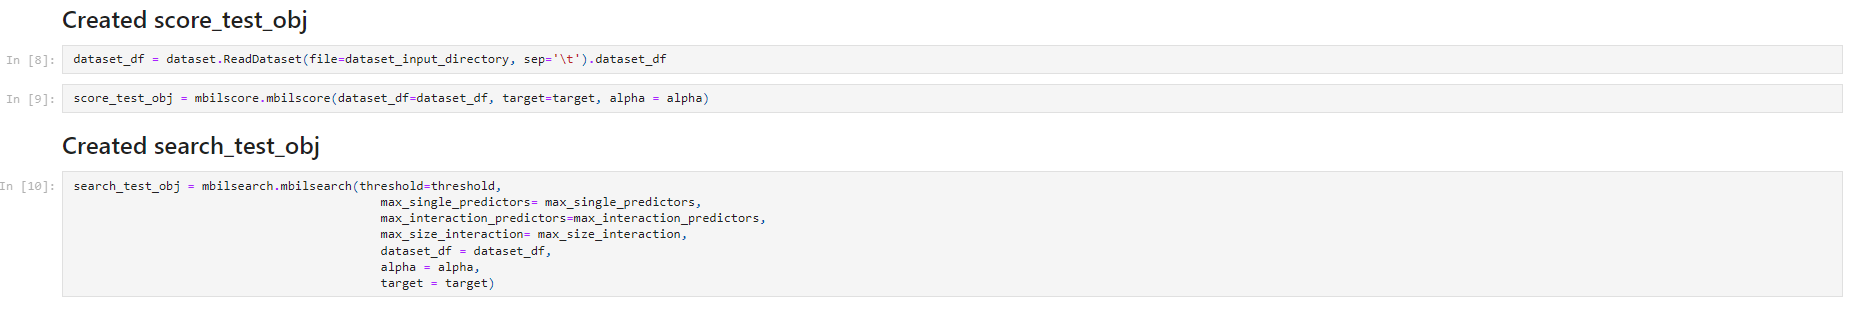 Created score_test_obj
In [8]: dataset_df = dataset.ReadDataset(file=dataset_input_directory, sep='\t').dataset_df
In [9]: score_test_obj = mbilscore.mbilscore(dataset_df=dataset_df, target=target, alpha = alpha)
Created search_test_obj
In [10]: search_test_obj = mbilsearch.mbilsearch(threshold=threshold,
max_single_predictors= max_single_predictors,
max_interaction_predictors=max_interaction_predictors,
max_size_interaction= max_size_interaction,
dataset_df = dataset_df,
alpha = alpha,
target = target)